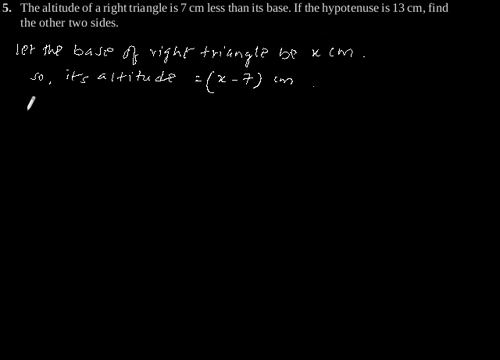 5. The altitude of a right triangle is 7 cm less than its base. If the hypotenuse is 13 cm, find
the other two sides.
let the base of right triangle be x cm.
so, its altitude = (x - 7) cm .